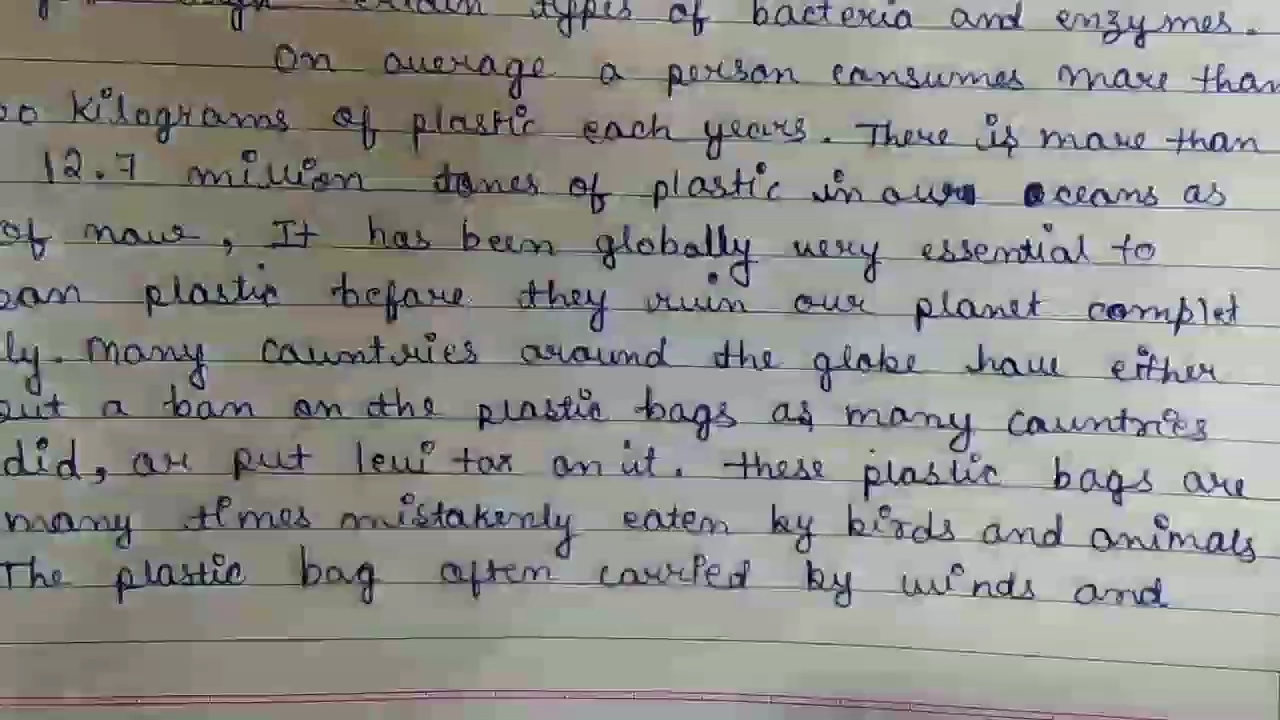 types of bacteria and enzymes.
On average a person consumes more than
kilograms of plastic each years. There is more than
12.7 million tones of plastic in our oceans as
of now, It has been globally very essential to
plastic before they ruin our planet complet
ly. many countries around the globe have either
a ban on the plastic bags as many countries
did, or put levi tax on it. these plastic bags are
many times mistakenly eaten by birds and animals
The plastic bag often carried by winds and